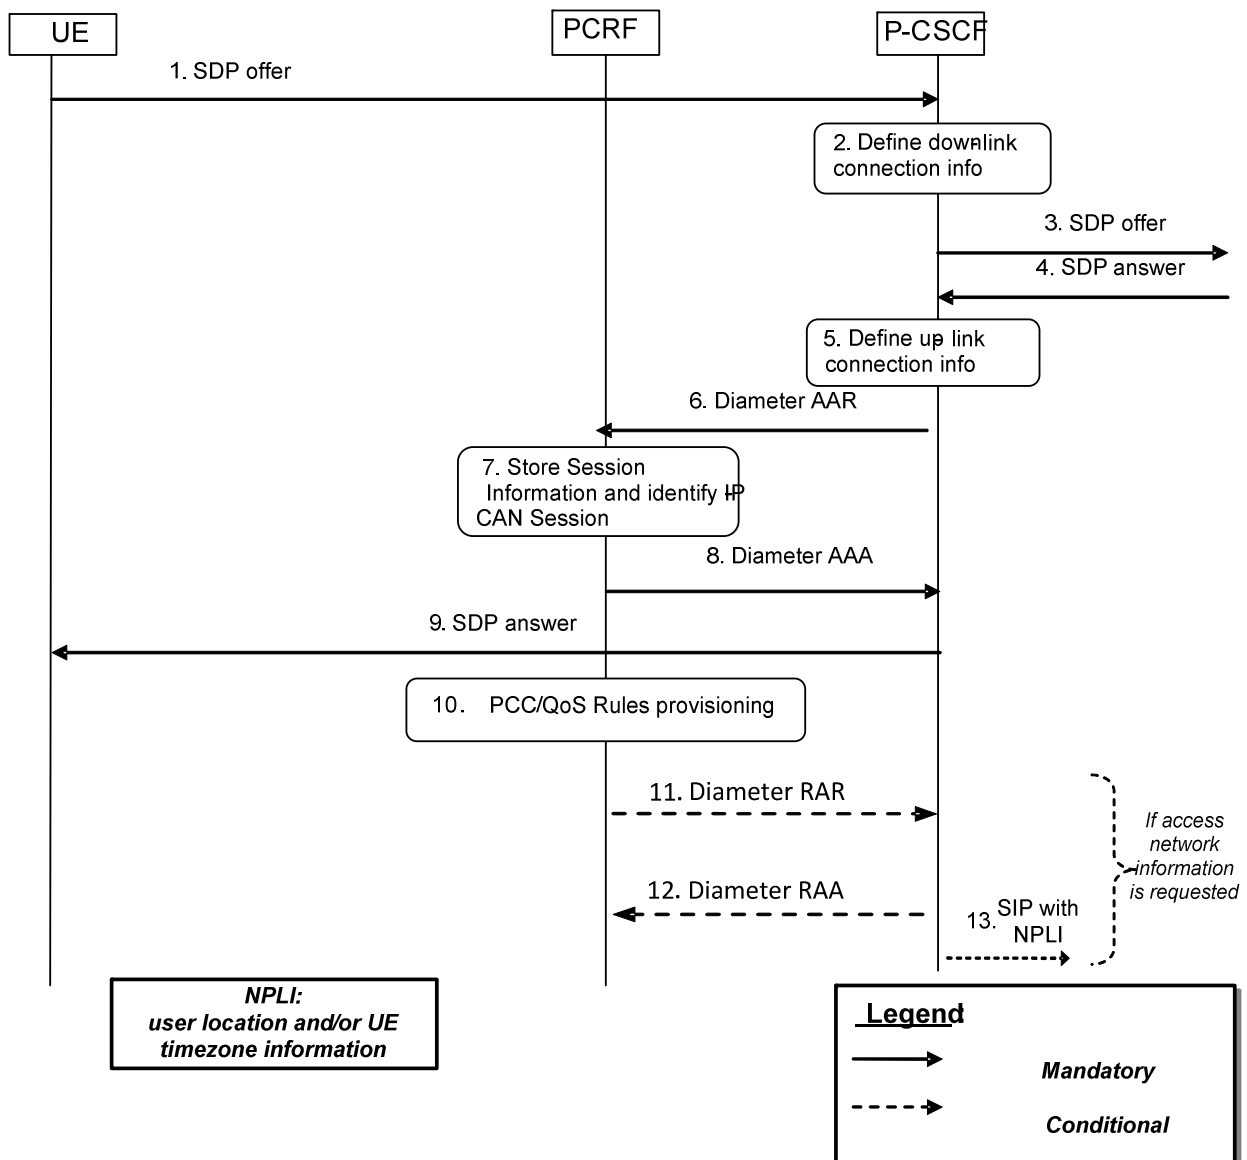 UE
PCRF
P-CSCF
1. SDP offer
2. Define downlink
connection info
3. SDP offer
4. SDP answer
5. Define up link
connection info
6. Diameter AAR
7. Store Session
Information and identify IP-
CAN Session
8. Diameter AAA
9. SDP answer
10. PCC/QoS Rules provisioning
11. Diameter RAR
If access
network
information
is requested
12. Diameter RAA
13. SIP with
NPLI
NPLI:
user location and/or UE
timezone information
Legend:
Mandatory
Conditional